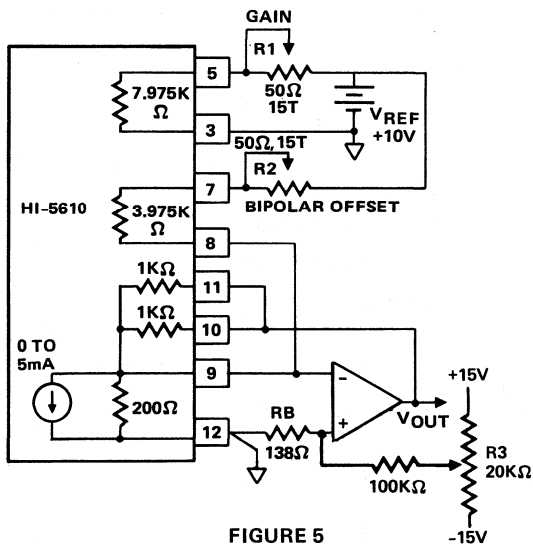 GAIN
R1
5
50Ω
15T
7.975K
Ω
VREF
+10V
3
50Ω, 15T
R2
7
BIPOLAR OFFSET
HI-5610
3.975K
Ω
8
1KΩ
11
1KΩ
10
0 TO
5mA
9
+15V
-
VOUT
200Ω
RB
+
12
138Ω
R3
20KΩ
100KΩ
-15V
FIGURE 5